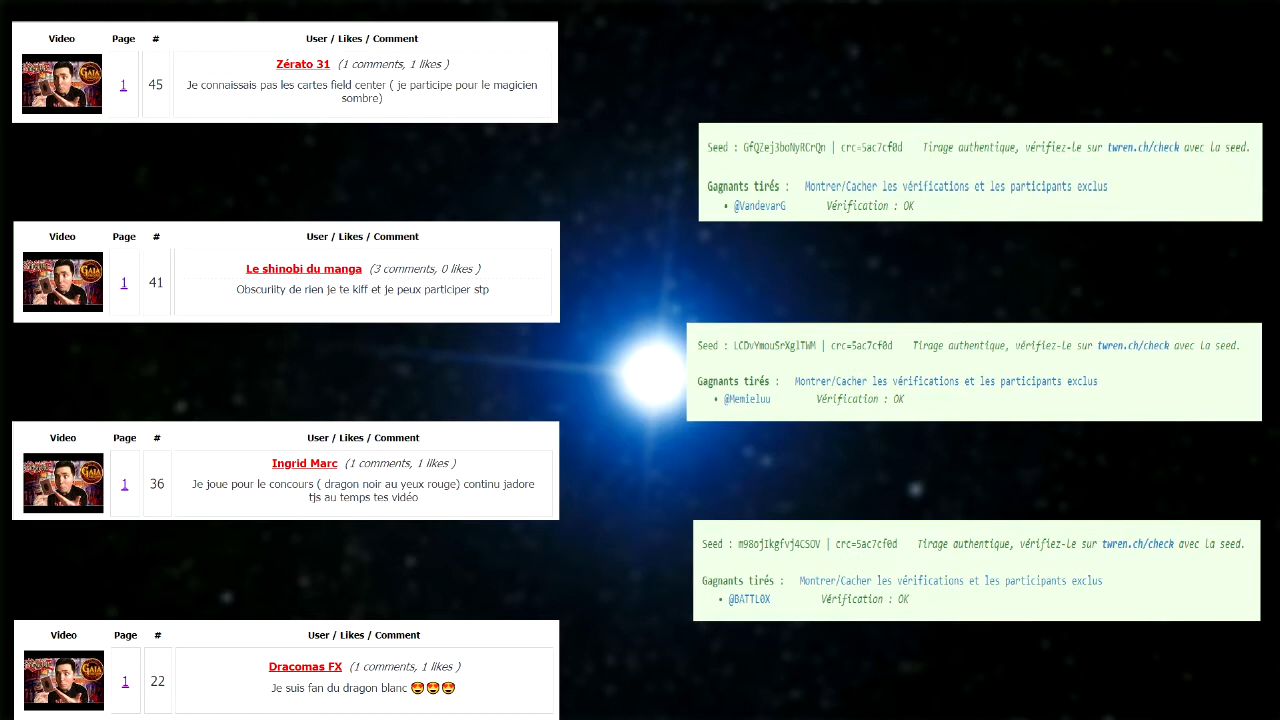 Video Page # User / Likes / Comment
GAIA
1 45 Zérato 31 (1 comments, 1 likes )
Je connaissais pas les cartes field center ( je participe pour le magicien
sombre)
Seed : GfQZej3boNyRCrQn | crc=5ac7cf0d Tirage authentique, vérifiez-le sur twren.ch/check avec la seed.
Gagnants tirés : Montrer/Cacher les vérifications et les participants exclus
• @VandevarG Vérification : OK
Video Page # User / Likes / Comment
GAIA
1 41 Le shinobi du manga (3 comments, 0 likes )
Obscuriity de rien je te kiff et je peux participer stp
Seed : LCDvYmouSrXglTWM | crc=5ac7cf0d Tirage authentique, vérifiez-le sur twren.ch/check avec la seed.
Gagnants tirés : Montrer/Cacher les vérifications et les participants exclus
• @Memieluu Vérification : OK
Video Page # User / Likes / Comment
GAIA
1 36 Ingrid Marc (1 comments, 1 likes )
Je joue pour le concours ( dragon noir au yeux rouge) continu jadore
tjs au temps tes vidéo
Seed : m98ojIkgfvj4CSOV | crc=5ac7cf0d Tirage authentique, vérifiez-le sur twren.ch/check avec la seed.
Gagnants tirés : Montrer/Cacher les vérifications et les participants exclus
• @BATTL0X Vérification : OK
Video Page # User / Likes / Comment
GAIA
1 22 Dracomas FX (1 comments, 1 likes )
Je suis fan du dragon blanc 😍😍😍